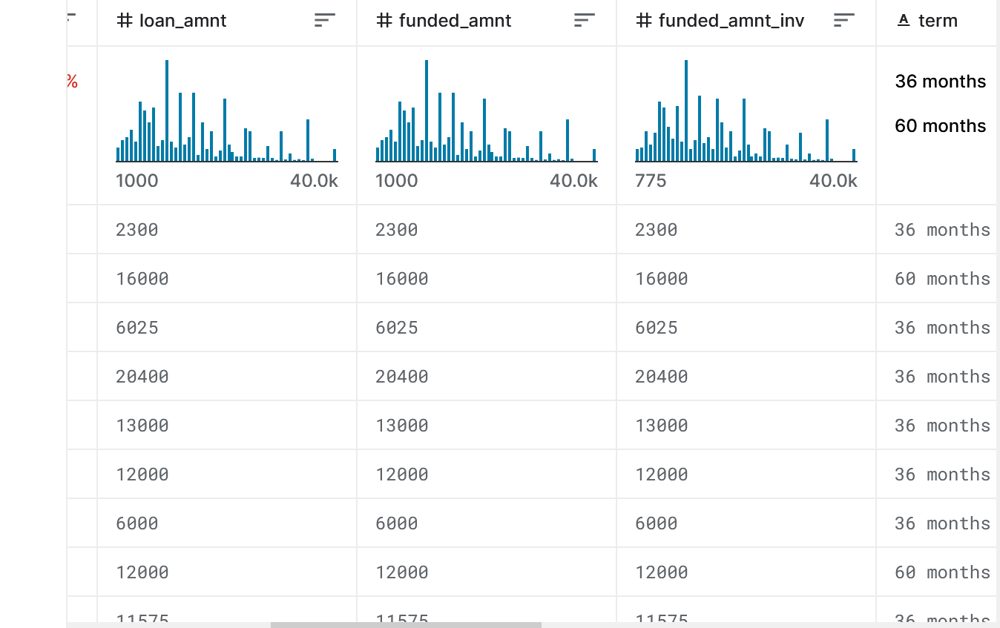 # loan_amnt # funded_amnt # funded_amnt_inv A term
% 36 months
60 months
1000 40.0k 1000 40.0k 775 40.0k
2300 2300 2300 36 months
16000 16000 16000 60 months
6025 6025 6025 36 months
20400 20400 20400 36 months
13000 13000 13000 36 months
12000 12000 12000 36 months
6000 6000 6000 36 months
12000 12000 12000 60 months
11575 11575 11575 36 months